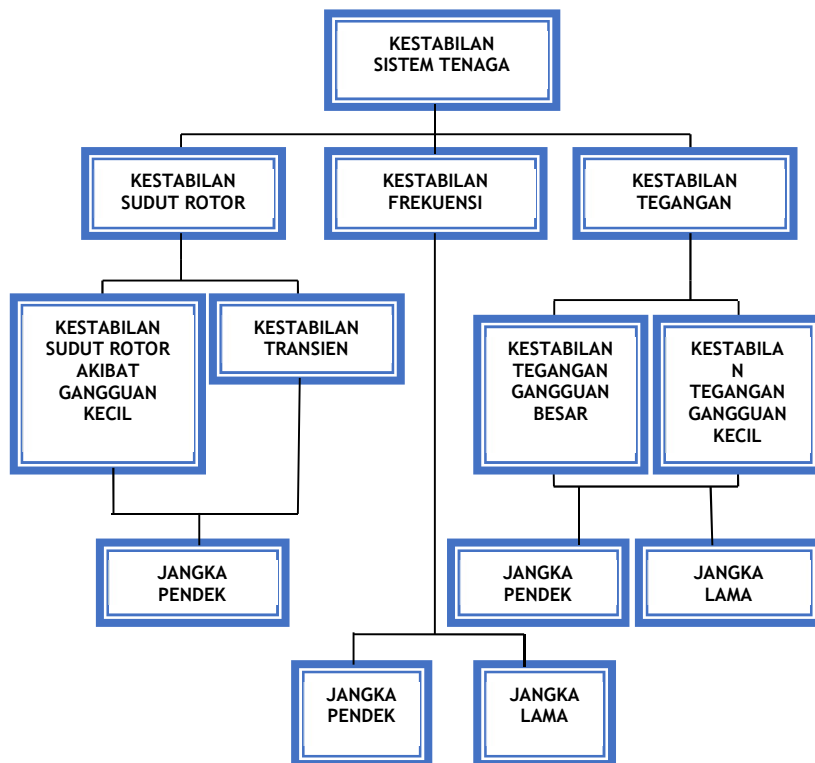 KESTABILAN
SISTEM TENAGA
KESTABILAN
SUDUT ROTOR
KESTABILAN
FREKUENSI
KESTABILAN
TEGANGAN
KESTABILAN
SUDUT ROTOR
AKIBAT
GANGGUAN
KECIL
KESTABILAN
TRANSIEN
KESTABILAN
TEGANGAN
GANGGUAN
BESAR
KESTABILA
N
TEGANGAN
GANGGUAN
KECIL
JANGKA
PENDEK
JANGKA
PENDEK
JANGKA
LAMA
JANGKA
PENDEK
JANGKA
LAMA